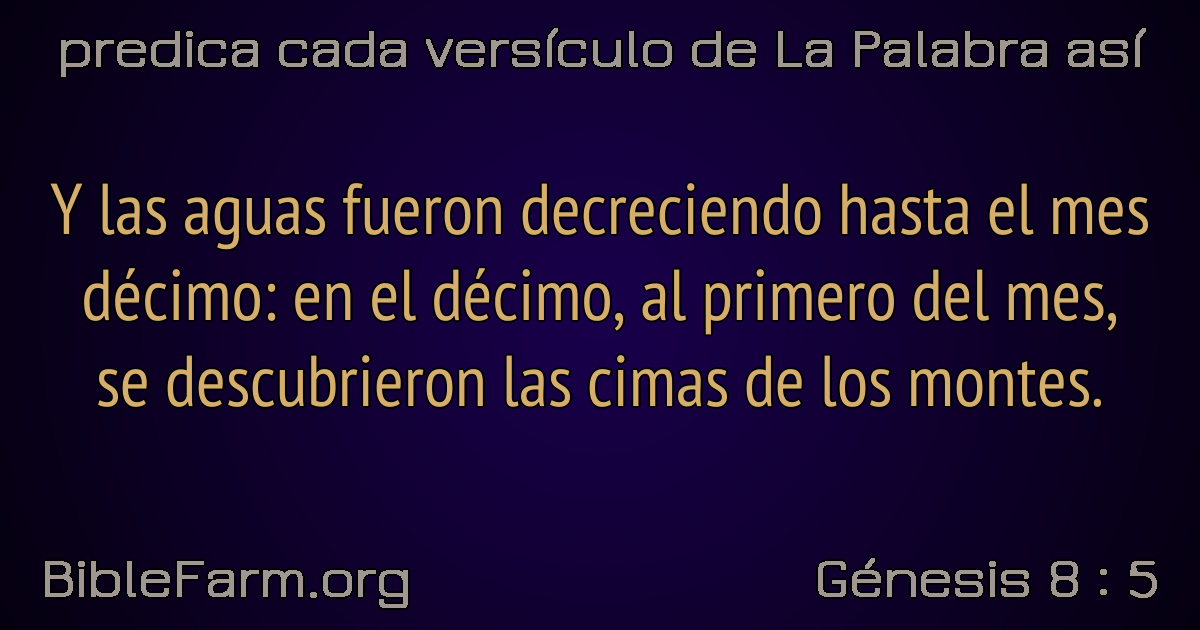 predica cada versículo de La Palabra así
Y las aguas fueron decreciendo hasta el mes
décimo: en el décimo, al primero del mes,
se descubrieron las cimas de los montes.
BibleFarm.org
Génesis 8 : 5